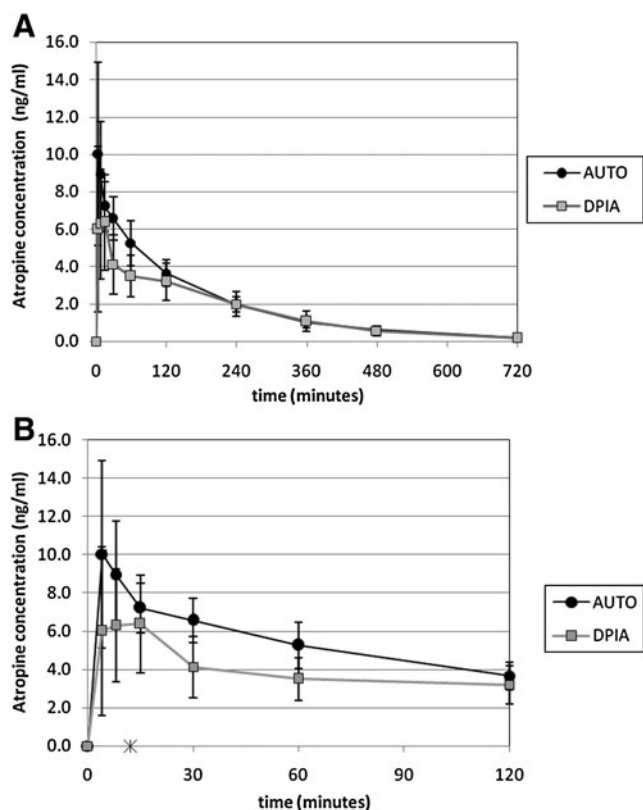 A
Atropine concentration (ng/ml)
16.0
14.0
12.0
10.0
8.0
6.0
4.0
2.0
0.0
0 120 240 360 480 600 720
time (minutes)
AUTO
DPIA
B
Atropine concentration (ng/ml)
16.0
14.0
12.0
10.0
8.0
6.0
4.0
2.0
0.0
0 30 60 90 120
time (minutes)
AUTO
DPIA